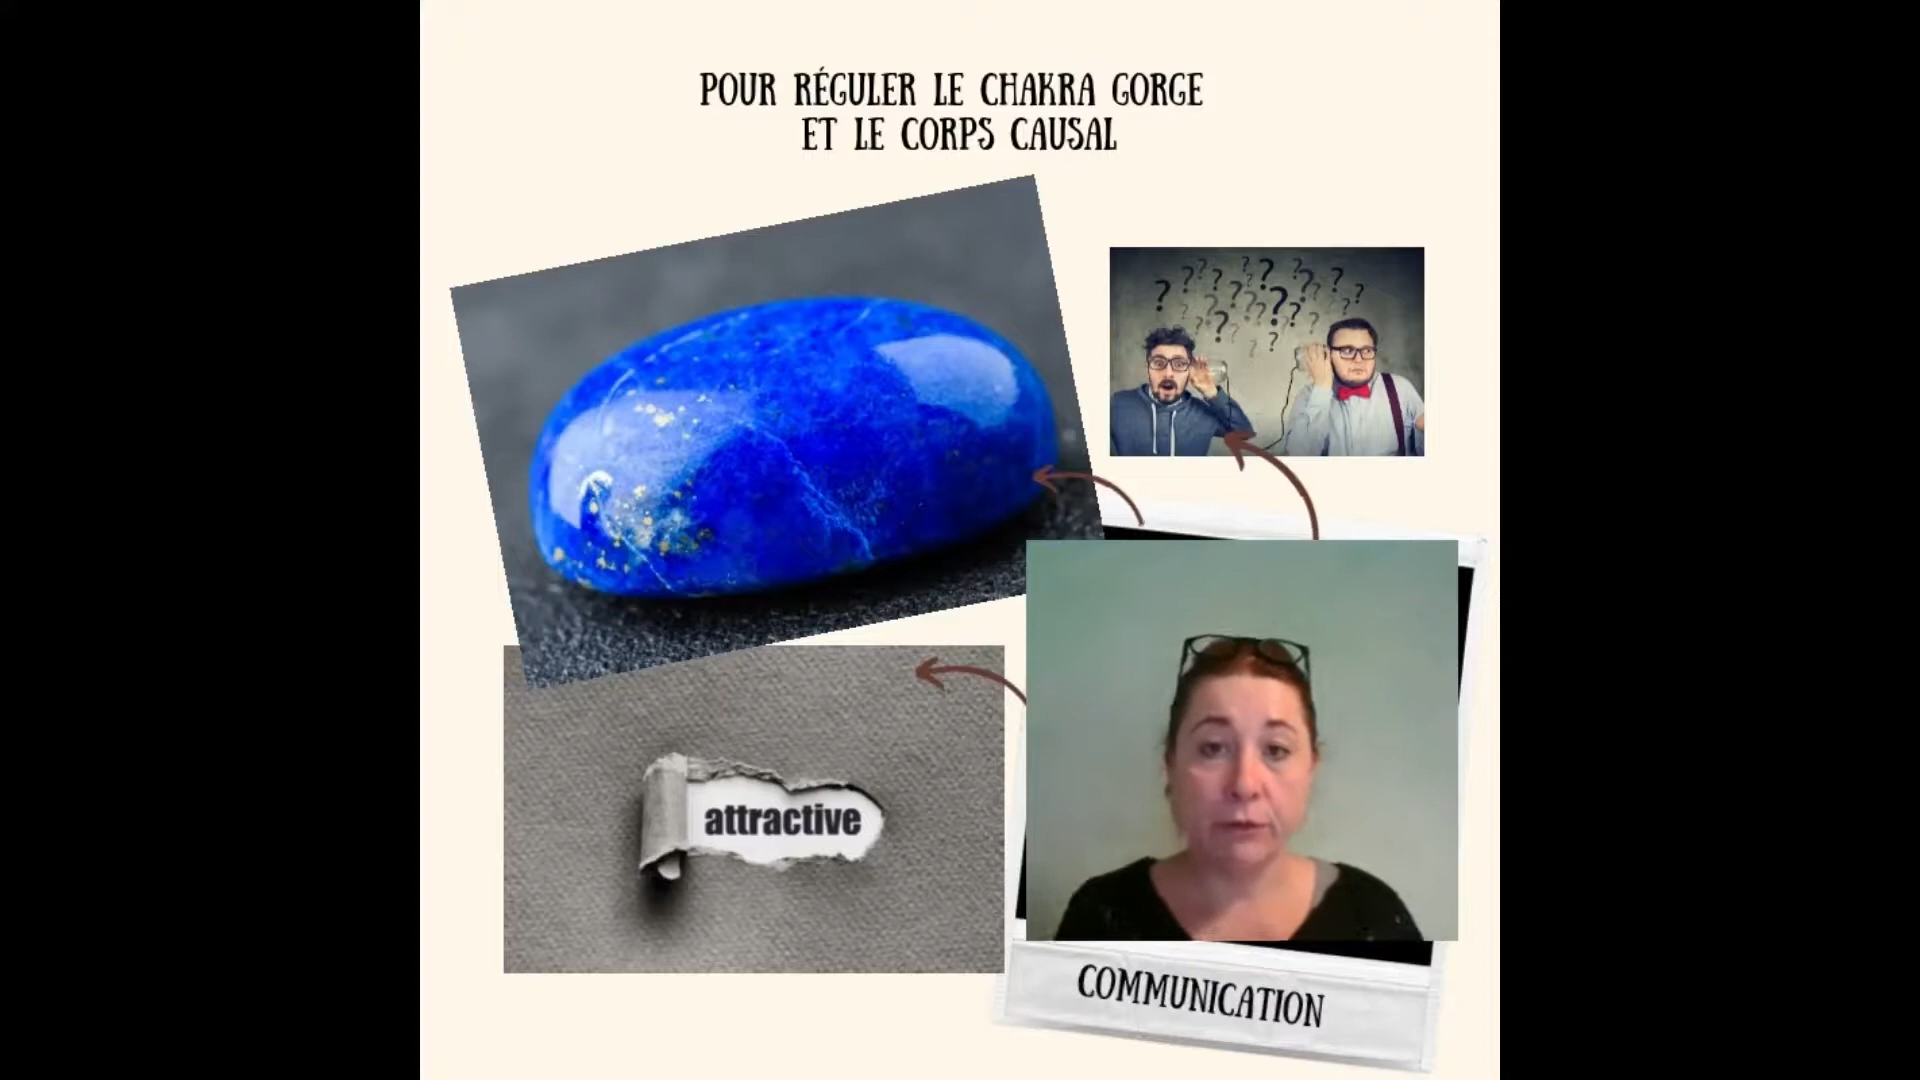 POUR RÉGULER LE CHAKRA GORGE
ET LE CORPS CAUSAL
attractive
COMMUNICATION